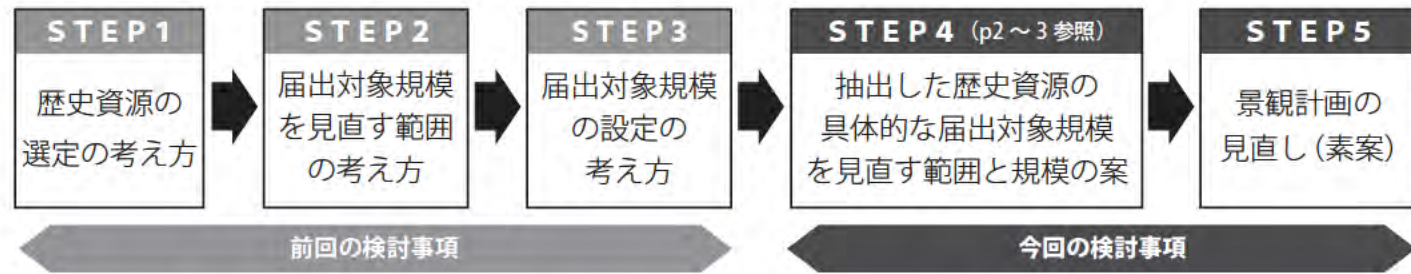 STEP1
歴史資源の
選定の考え方
STEP2
届出対象規模
を見直す範囲
の考え方
STEP3
届出対象規模
の設定の
考え方
STEP4（p2～3参照）
抽出した歴史資源の
具体的な届出対象規模
を見直す範囲と規模の案
STEP5
景観計画の
見直し（素案）
前回の検討事項
今回の検討事項